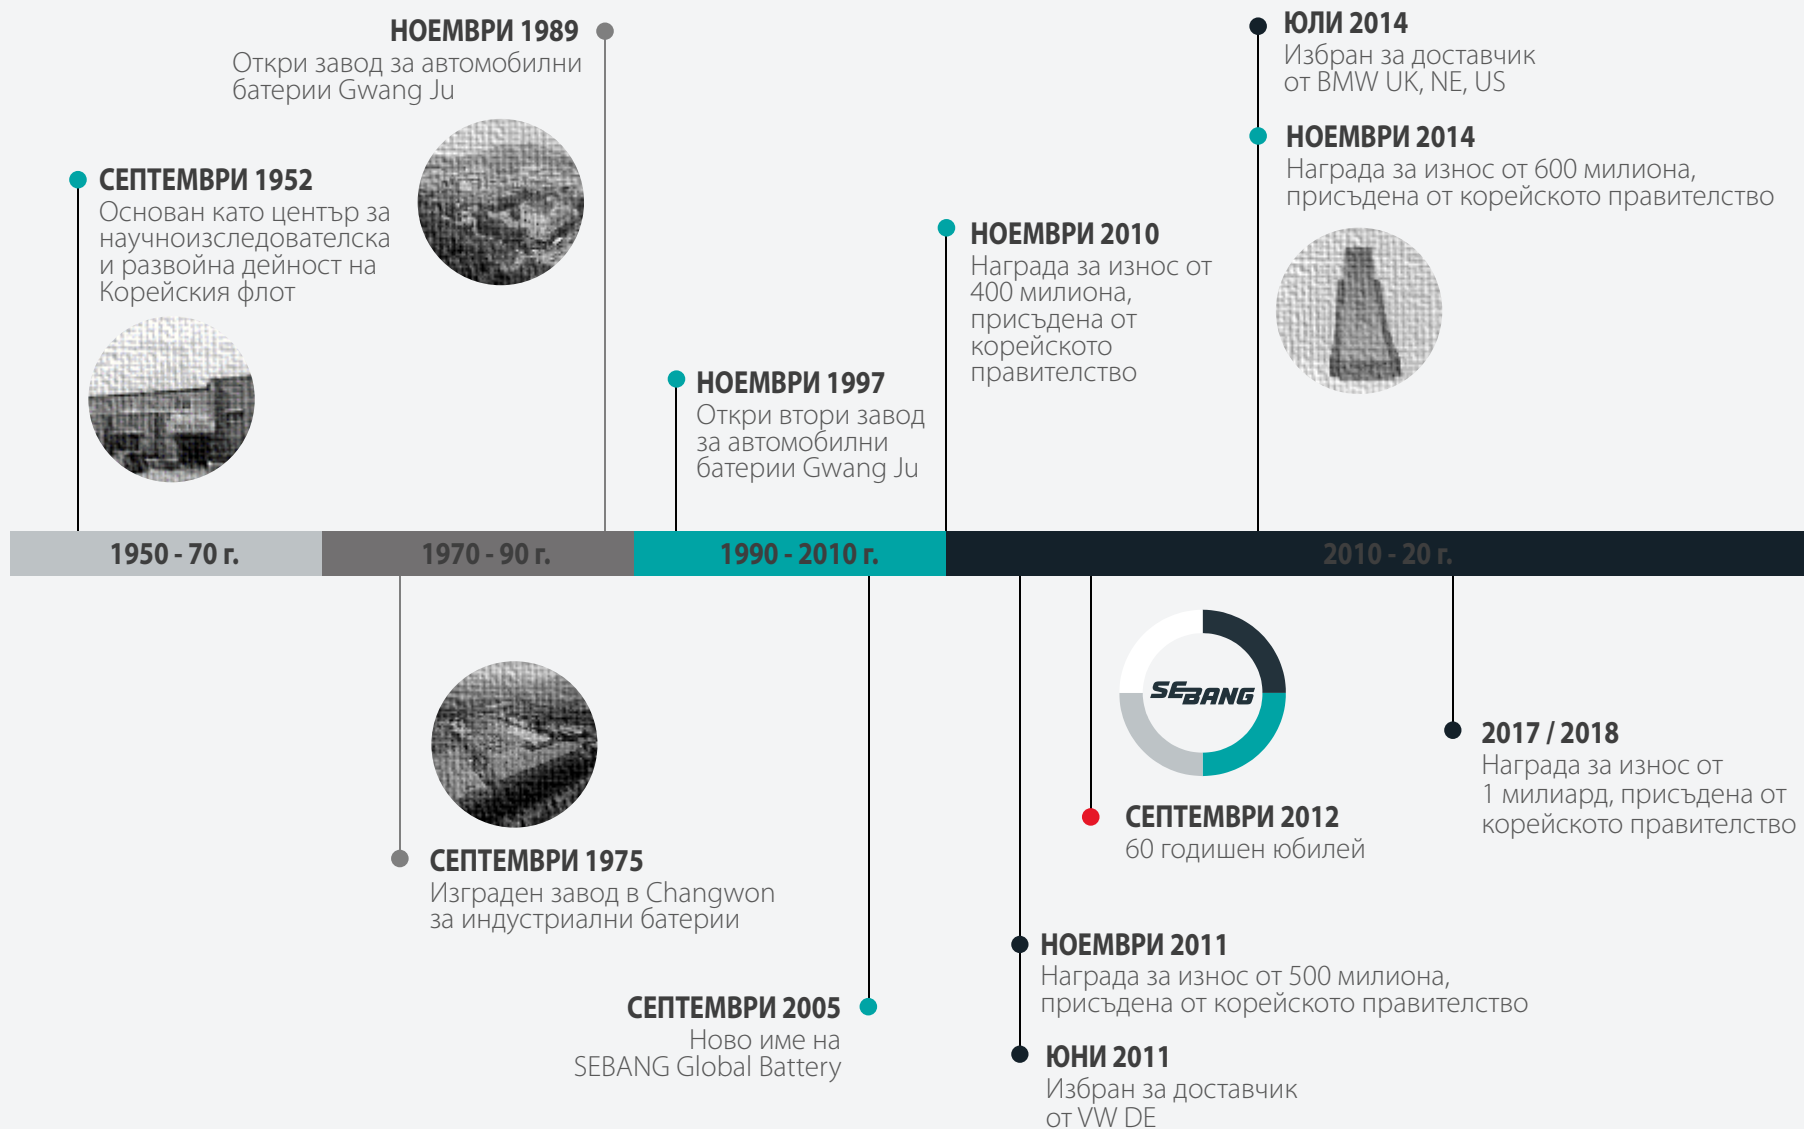 НОЕМВРИ 1989
Откри завод за автомобилни
батерии Gwang Ju
СЕПТЕМВРИ 1952
Основан като център за
научноизследователска
и развойна дейност на
Корейския флот
НОЕМВРИ 1997
Откри втори завод
за автомобилни
батерии Gwang Ju
НОЕМВРИ 2010
Награда за износ от
400 милиона,
присъдена от
корейското
правителство
ЮЛИ 2014
Избран за доставчик
от BMW UK, NE, US
НОЕМВРИ 2014
Награда за износ от 600 милиона,
присъдена от корейското правителство
1950 - 70 г.
1970 - 90 г.
1990 - 2010 г.
2010 - 20 г.
СЕПТЕМВРИ 1975
Изграден завод в Changwon
за индустриални батерии
СЕПТЕМВРИ 2005
Ново име на
SEBANG Global Battery
SEBANG
СЕПТЕМВРИ 2012
60 годишен юбилей
НОЕМВРИ 2011
Награда за износ от 500 милиона,
присъдена от корейското правителство
ЮНИ 2011
Избран за доставчик
от VW DE
2017 / 2018
Награда за износ от
1 милиард, присъдена от
корейското правителство